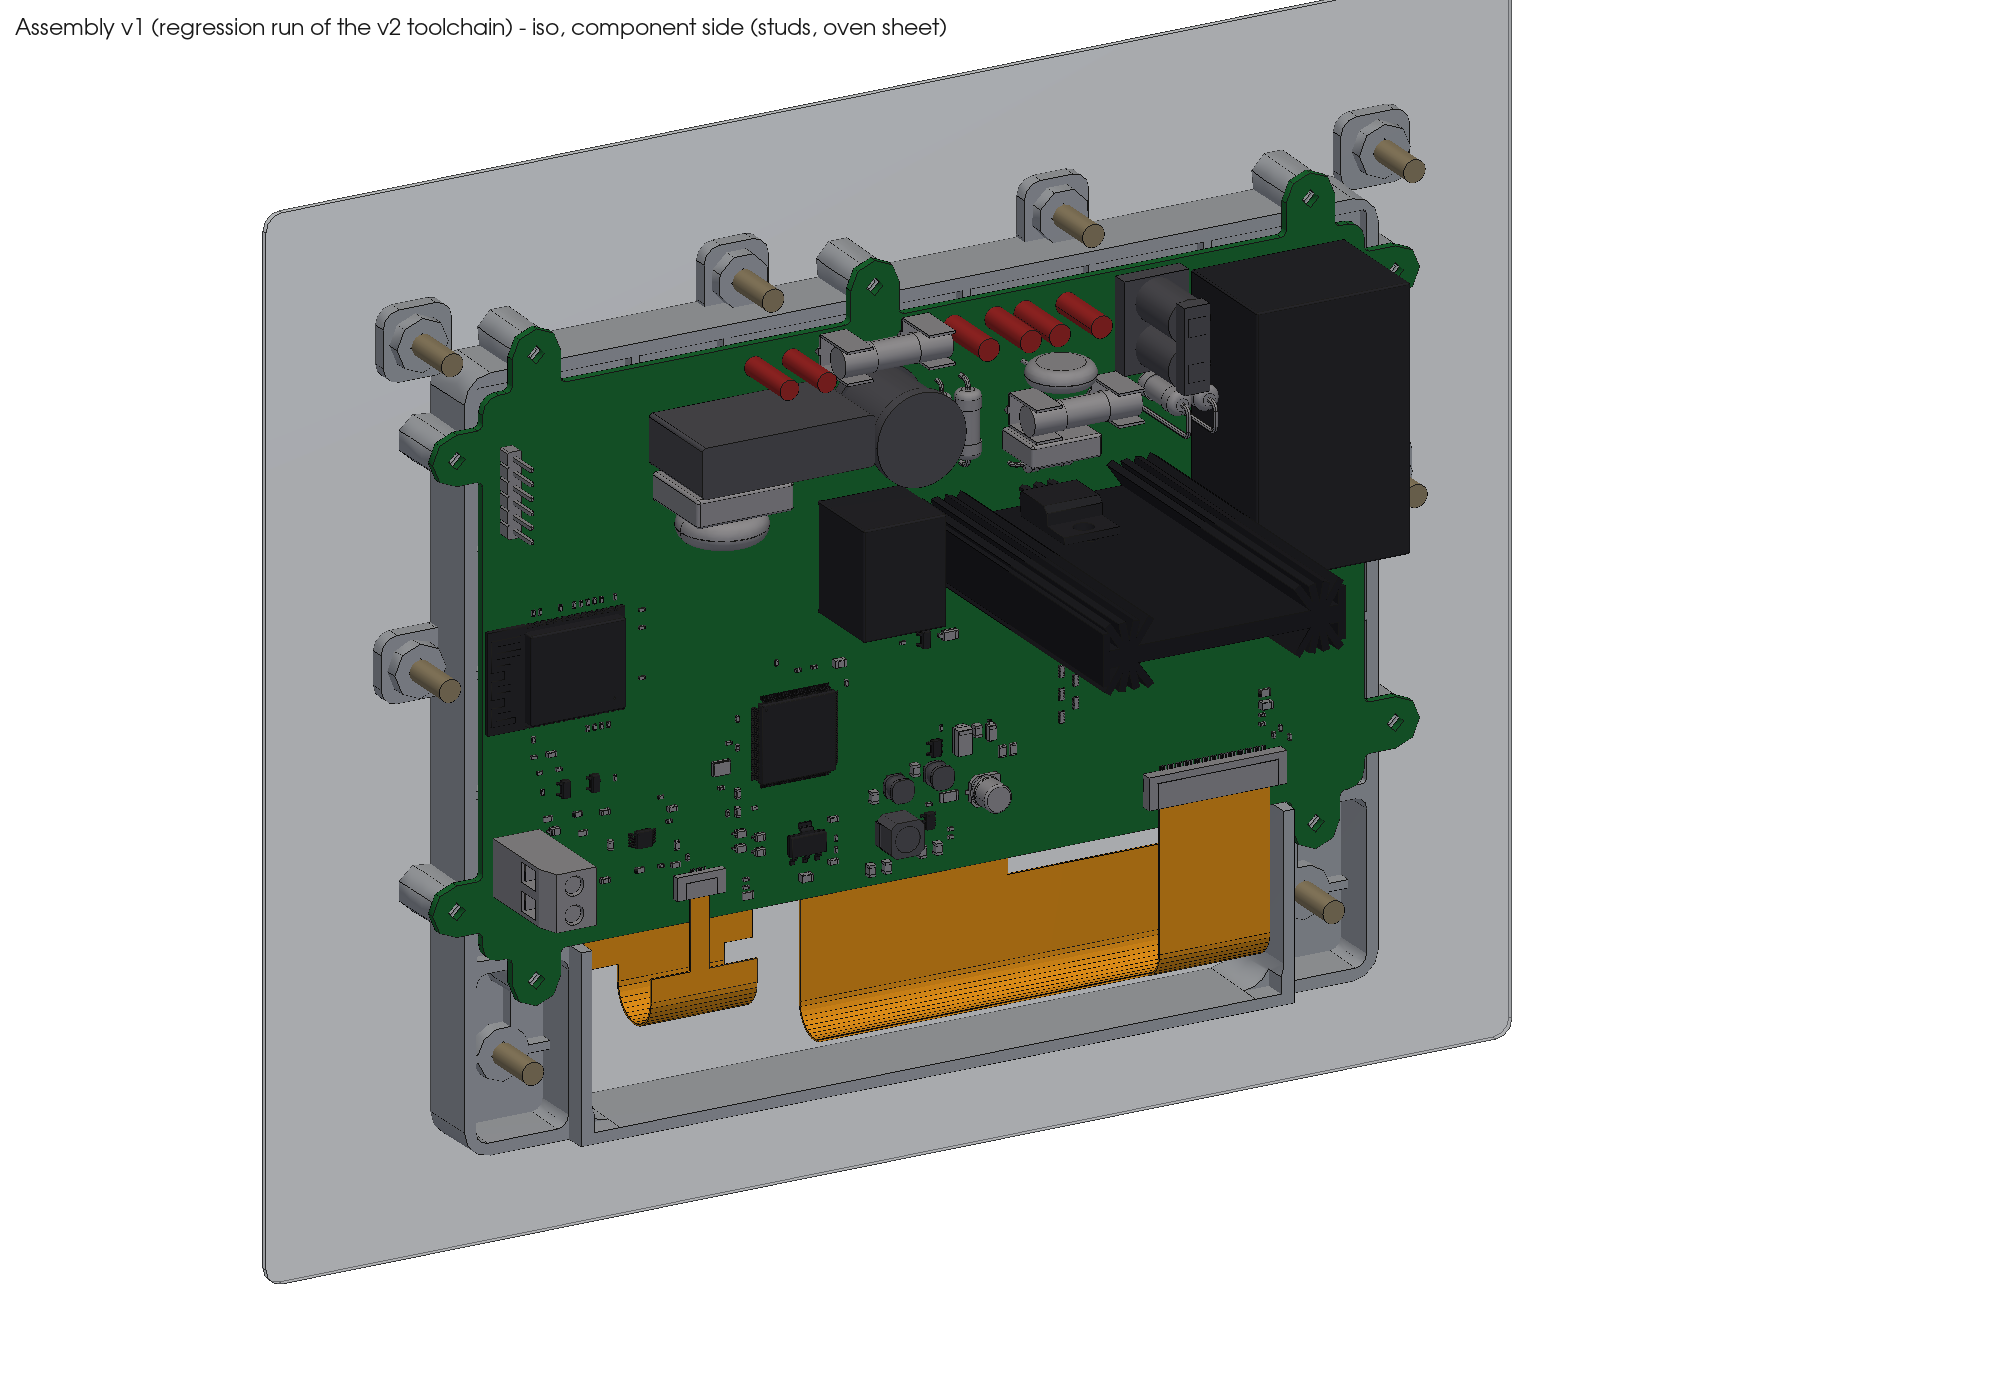 Assembly v1 (regression run of the v2 toolchain) - iso, component side (studs, oven sheet)